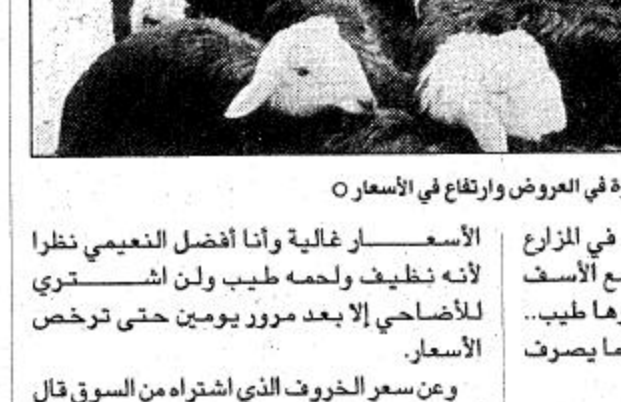 ة في العروض وارتفاع في الأسعار
في المزارع
ع الأسف
رها طيب..
ما يصرف
الأسعار غالية وأنا أفضل النعيمي نظرا
لأنه نظيف ولحمه طيب ولن اشتري
للأضاحي إلا بعد مرور يومين حتى ترخص
الأسعار.
وعن سعر الخروف الذي اشتراه من السوق قال